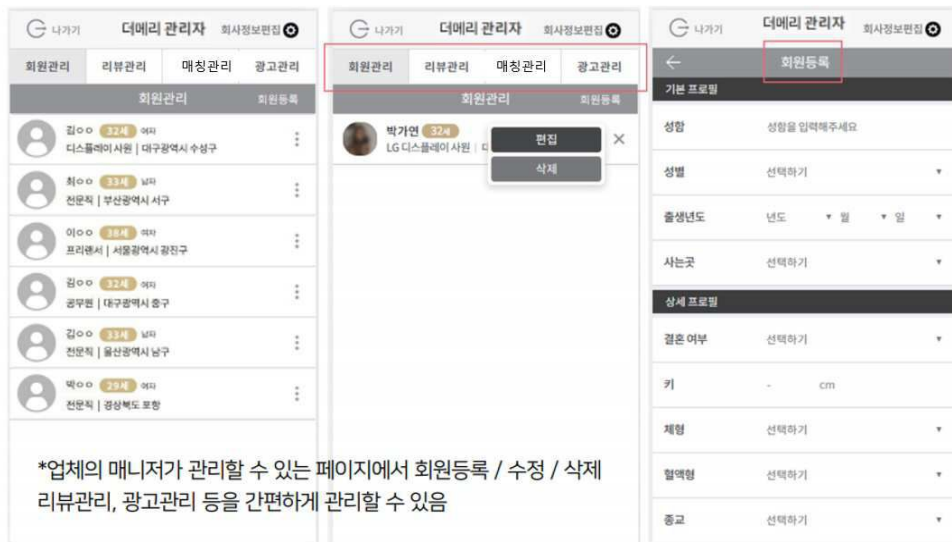 나가기 더메리 관리자 회사정보편집
회원관리 리뷰관리 매칭관리 광고관리
회원관리 회원등록
김ㅇㅇ 32세 여자
디스플레이 사원 | 대구광역시 수성구
최ㅇㅇ 33세 남자
전문직 | 부산광역시 서구
이ㅇㅇ 38세 여자
프리랜서 | 서울광역시 광진구
김ㅇㅇ 32세 여자
공무원 | 대구광역시 중구
김ㅇㅇ 33세 남자
전문직 | 울산광역시 남구
박ㅇㅇ 29세 여자
전문직 | 경상북도 포항
나가기 더메리 관리자 회사정보편집
회원관리 리뷰관리 매칭관리 광고관리
회원관리 회원등록
박가연 32세
LG 디스플레이 사원 |
편집
삭제
나가기 더메리 관리자 회사정보편집
회원등록
기본 프로필
성함 성함을 입력해주세요
성별 선택하기
출생년도 년도 월 일
사는곳 선택하기
상세 프로필
결혼 여부 선택하기
키 - cm
체형 선택하기
혈액형 선택하기
종교 선택하기
*업체의 매니저가 관리할 수 있는 페이지에서 회원등록 / 수정 / 삭제
리뷰관리, 광고관리 등을 간편하게 관리할 수 있음